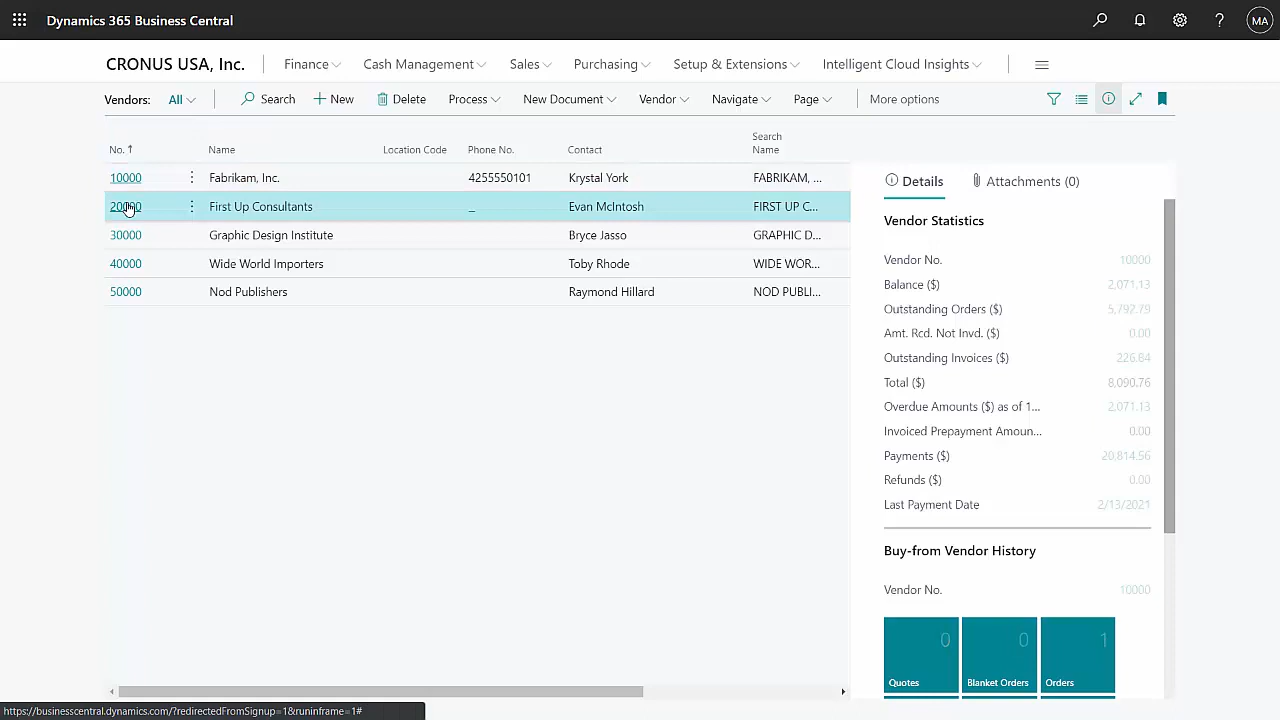 Dynamics 365 Business Central
MA
CRONUS USA, Inc.
Finance
Cash Management
Sales
Purchasing
Setup & Extensions
Intelligent Cloud Insights
Vendors:
All
Search
New
Delete
Process
New Document
Vendor
Navigate
Page
More options
No. ↑
Name
Location Code
Phone No.
Contact
Search
Name
10000
Fabrikam, Inc.
4255550101
Krystal York
FABRIKAM, ...
20000
First Up Consultants
_
Evan McIntosh
FIRST UP C...
30000
Graphic Design Institute
Bryce Jasso
GRAPHIC D...
40000
Wide World Importers
Toby Rhode
WIDE WOR...
50000
Nod Publishers
Raymond Hillard
NOD PUBLI...
Details
Attachments (0)
Vendor Statistics
Vendor No. 10000
Balance ($) 2,071.13
Outstanding Orders ($) 5,792.79
Amt. Rcd. Not Invd. ($) 0.00
Outstanding Invoices ($) 226.84
Total ($) 8,090.76
Overdue Amounts ($) as of 1... 2,071.13
Invoiced Prepayment Amoun... 0.00
Payments ($) 20,814.56
Refunds ($) 0.00
Last Payment Date 2/13/2021
Buy-from Vendor History
Vendor No. 10000
0
Quotes
0
Blanket Orders
1
Orders
https://businesscentral.dynamics.com/?redirectedFromSignup=1&runinframe=1#